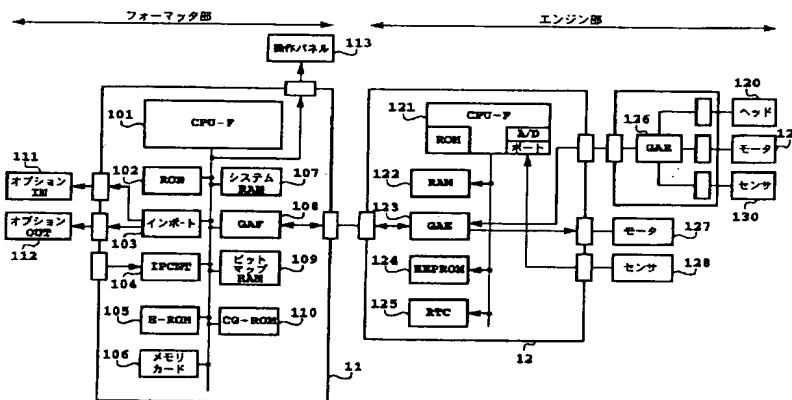 フォーマッタ部
エンジン部
操作パネル
113
101
CPU-F
121
CPU-F
ROM
A/D
ポート
126
GAR
120
ヘッド
モータ
12
センサ
130
111
オプション
IN
102
ROM
システム
RAM
107
122
RAM
オプション
OUT
112
インポート
103
GAF
108
123
GAE
モータ
127
IPCNT
104
ビット
マップ
RAM
109
124
EEPROM
センサ
128
105
E-ROM
CG-ROM
110
125
RTC
106
メモリ
カード
11
12